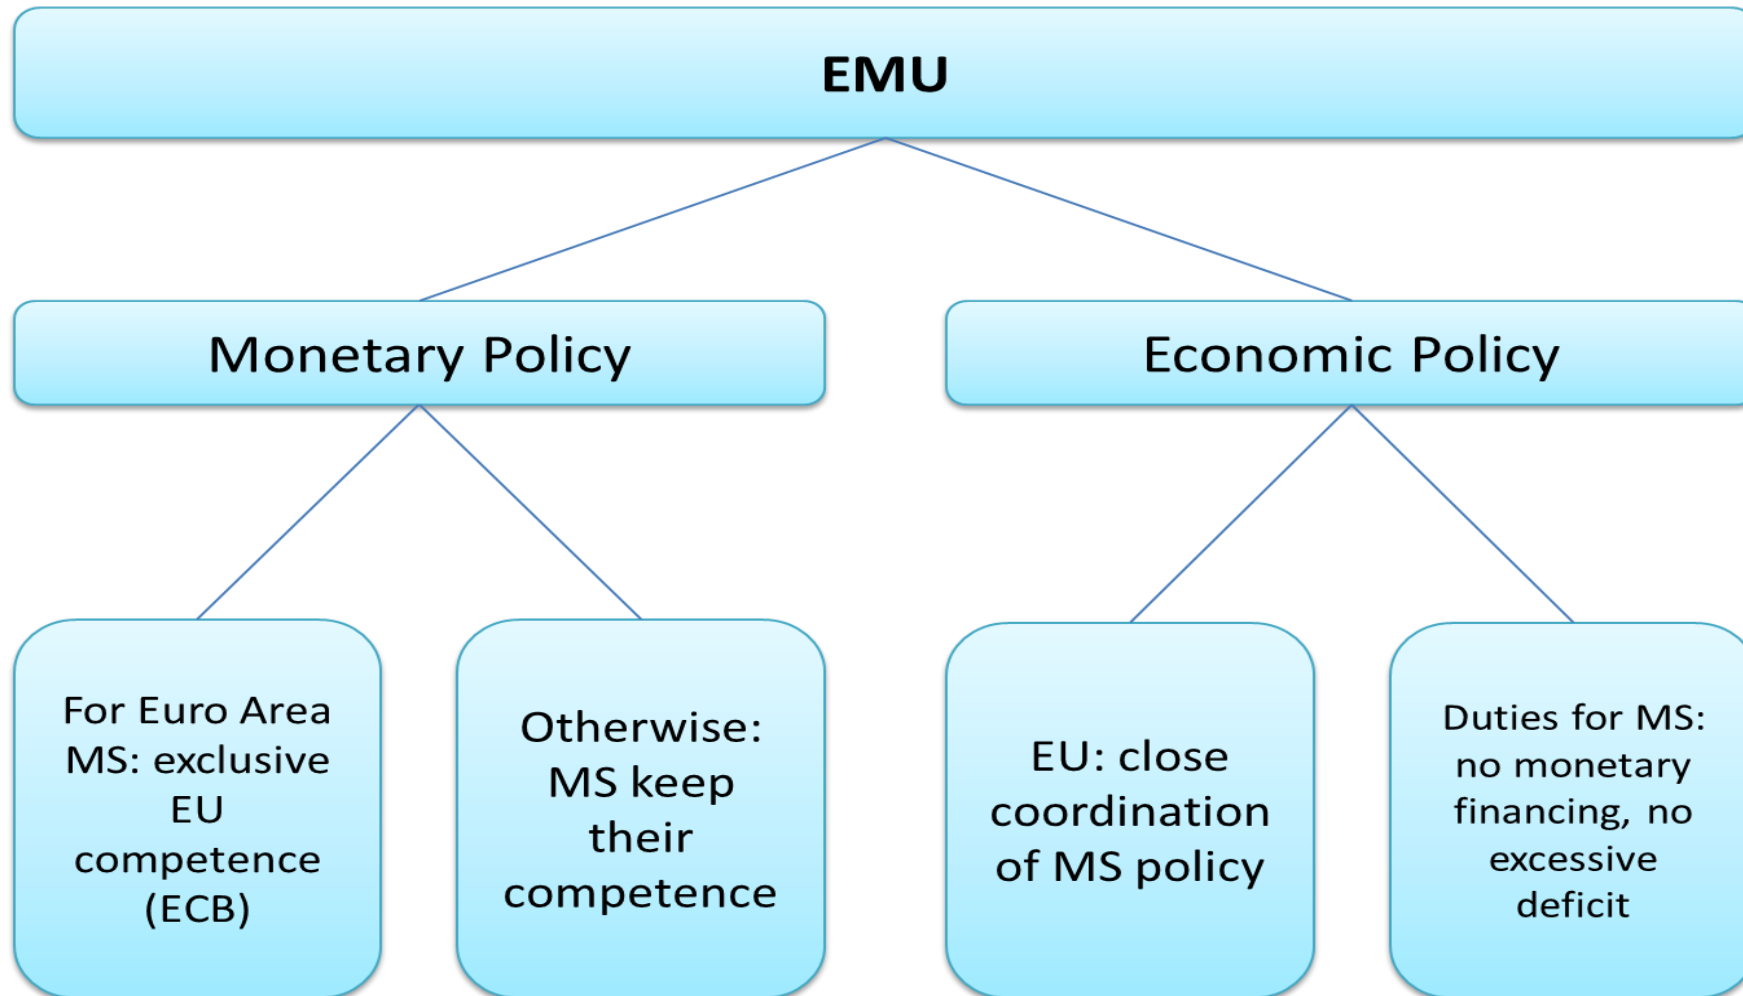 EMU
Monetary Policy
Economic Policy
For Euro Area
MS: exclusive
EU
competence
(ECB)
Otherwise:
MS keep
their
competence
EU: close
coordination
of MS policy
Duties for MS:
no monetary
financing, no
excessive
deficit